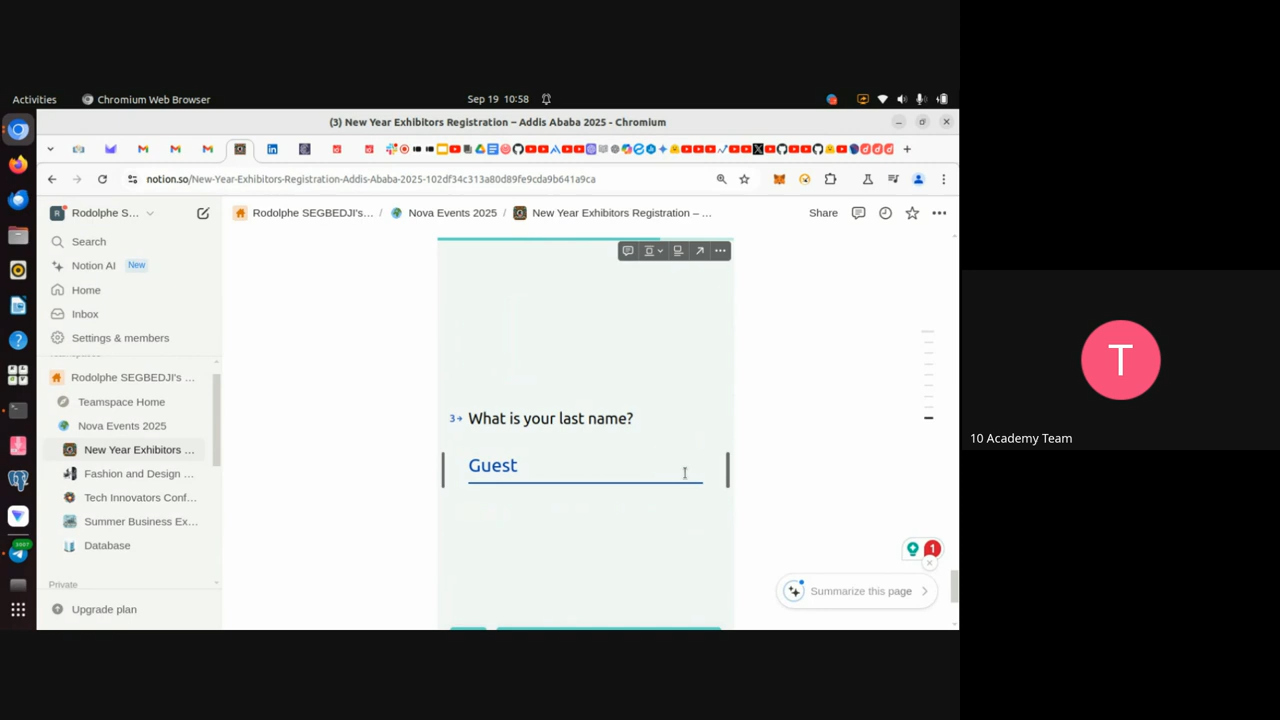 Activities
Chromium Web Browser
Sep 19 10:58
(3) New Year Exhibitors Registration – Addis Ababa 2025 - Chromium
notion.so/New-Year-Exhibitors-Registration-Addis-Ababa-2025-102df34c313a80d89fe9cda9b641a9ca
R Rodolphe S...
Rodolphe SEGBEDJI's... / Nova Events 2025 / New Year Exhibitors Registration – ...
Share
Search
Notion AI New
Home
Inbox
Settings & members
Rodolphe SEGBEDJI's ...
Teamspace Home
Nova Events 2025
New Year Exhibitors ...
Fashion and Design ...
Tech Innovators Conf...
Summer Business Ex...
Database
Private
Upgrade plan
3 What is your last name?
Guest
1
Summarize this page
T
10 Academy Team